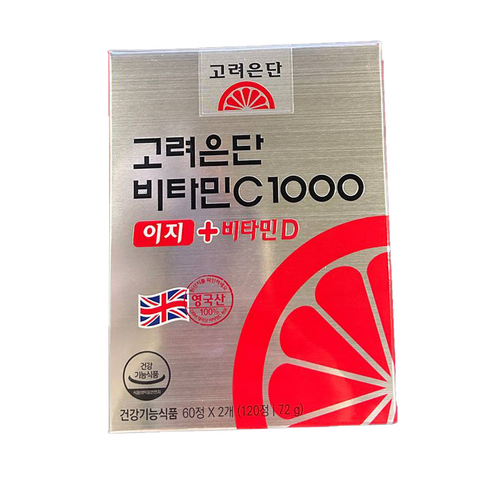 고려은단
고려은단
비타민C1000
이지 +비타민D
영국산
100%
건강
기능식품
건강기능식품 60정 X 2개 (120정 | 72 g)